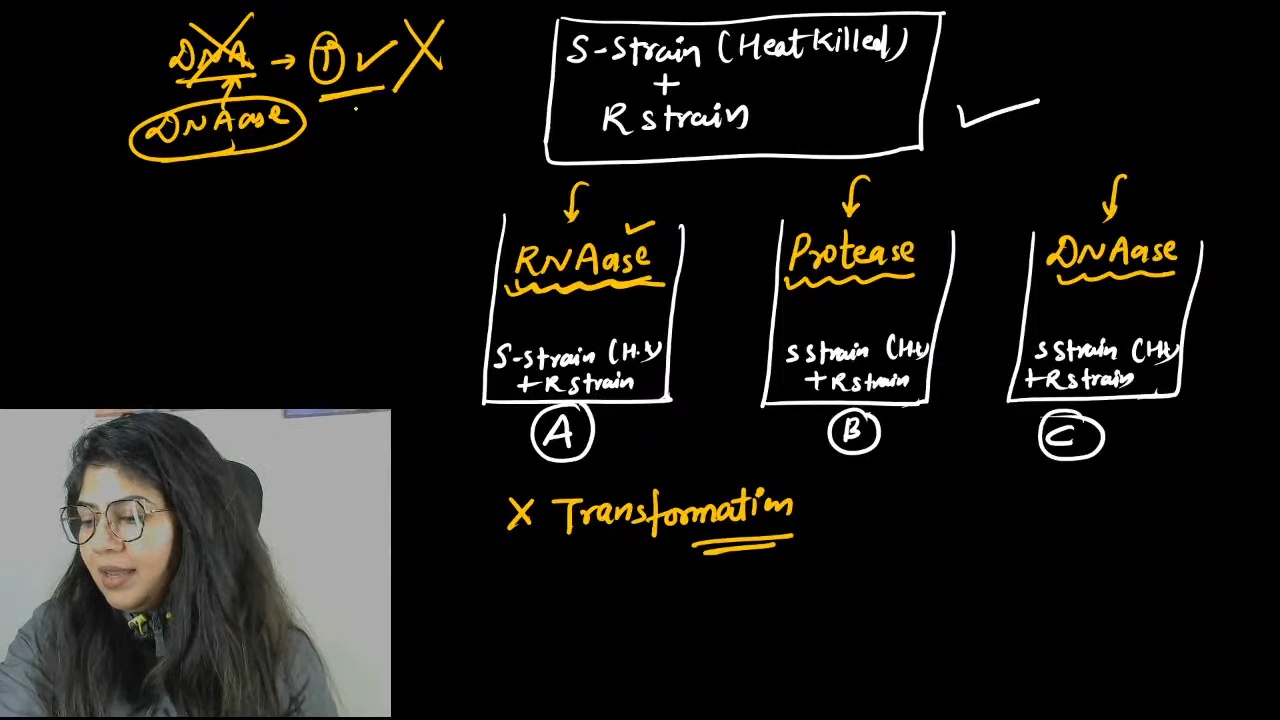 DNA → T ✓ X
DNAase
S-Strain (Heat Killed)
+
R strain
✓
RNAase ✓
S-strain (H.k)
+ R strain
A
Protease
S Strain (H.k)
+ R strain
B
DNAase
S Strain (H.k)
+ R strain
C
X Transformation